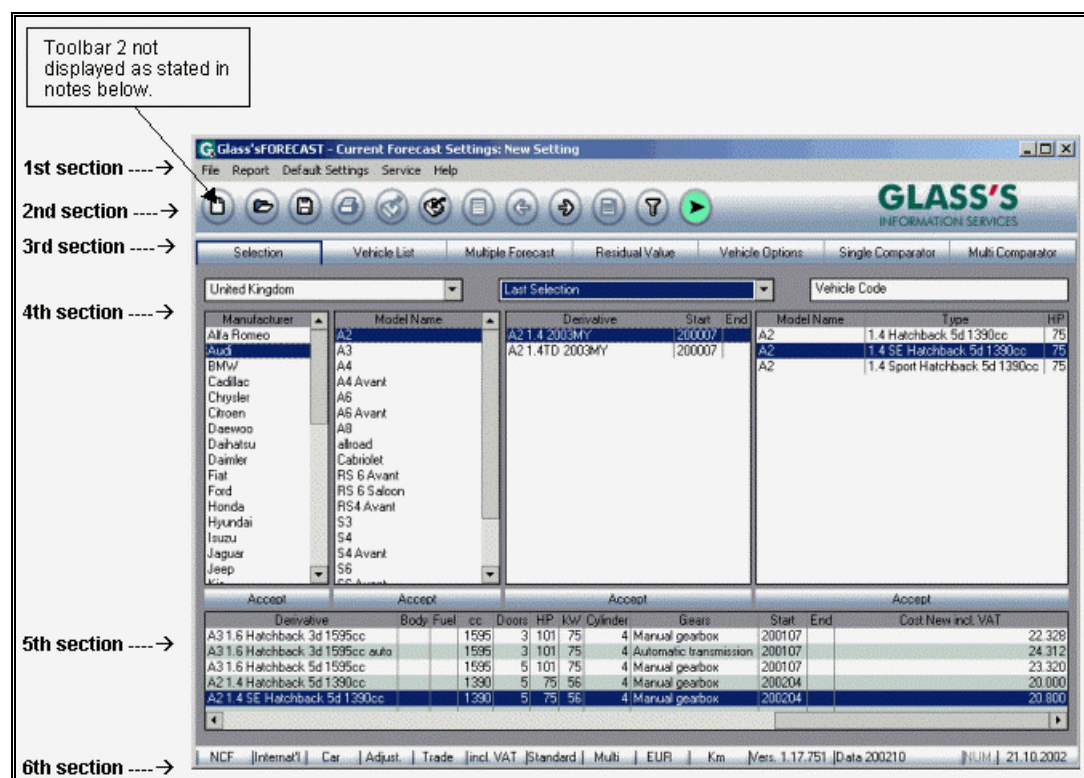 Toolbar 2 not
displayed as stated in
notes below.
Glass'sFORECAST - Current Forecast Settings: New Setting
1st section ----→
File Report Default Settings Service Help
2nd section ----→
GLASS'S
INFORMATION SERVICES
3rd section ----→
Selection Vehicle List Multiple Forecast Residual Value Vehicle Options Single Comparator Multi Comparator
United Kingdom Last Selection Vehicle Code
4th section ----→
Manufacturer Model Name Derivative Start End Model Name Type HP
Alfa Romeo A2 A2 1.4 2003MY 200007 A2 1.4 Hatchback 5d 1390cc 75
Audi A3 A2 1.4TD 2003MY 200007 A2 1.4 SE Hatchback 5d 1390cc 75
BMW A4 A2 1.4 Sport Hatchback 5d 1390cc 75
Cadillac A4 Avant
Chrysler A6
Citroen A6 Avant
Daewoo A8
Daihatsu allroad
Daimler Cabriolet
Fiat RS 6 Avant
Ford RS 6 Saloon
Honda RS4 Avant
Hyundai S3
Isuzu S4
Jaguar S4 Avant
Jeep S6
Accept Accept Accept Accept
Derivative Body Fuel cc Doors HP kW Cylinder Gears Start End Cost New incl. VAT
5th section ----→
A3 1.6 Hatchback 3d 1595cc 1595 3 101 75 4 Manual gearbox 200107 22.328
A3 1.6 Hatchback 3d 1595cc auto 1595 3 101 75 4 Automatic transmission 200107 24.312
A3 1.6 Hatchback 5d 1595cc 1595 5 101 75 4 Manual gearbox 200107 23.320
A2 1.4 Hatchback 5d 1390cc 1390 5 75 56 4 Manual gearbox 200204 20.000
A2 1.4 SE Hatchback 5d 1390cc 1390 5 75 56 4 Manual gearbox 200204 20.800
6th section ----→
NCF Internat'l Car Adjust. Trade incl. VAT Standard Multi EUR Km Vers. 1.17.751 Data 200210 NUM 21.10.2002